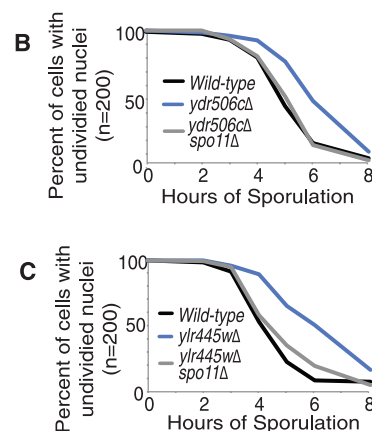 B
Percent of cells with
undividied nuclei
(n=200)
100
50
0
Wild-type
ydr506cΔ
ydr506cΔ
spo11Δ
0 2 4 6 8
Hours of Sporulation
C
Percent of cells with
undividied nuclei
(n=200)
100
50
0
Wild-type
ylr445wΔ
ylr445wΔ
spo11Δ
0 2 4 6 8
Hours of Sporulation